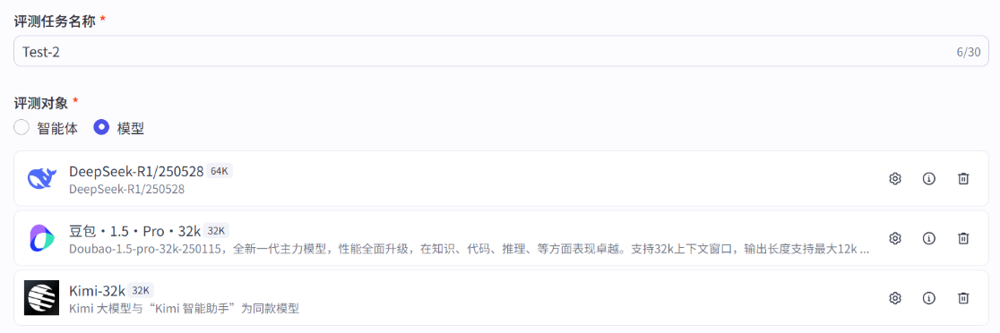 评测任务名称 *
Test-2 6/30
评测对象 *
智能体 模型
DeepSeek-R1/250528 64K
DeepSeek-R1/250528
豆包・1.5・Pro・32k 32K
Doubao-1.5-pro-32k-250115，全新一代主力模型，性能全面升级，在知识、代码、推理、等方面表现卓越。支持32k上下文窗口，输出长度支持最大12k ...
Kimi-32k 32K
Kimi 大模型与“Kimi 智能助手”为同款模型